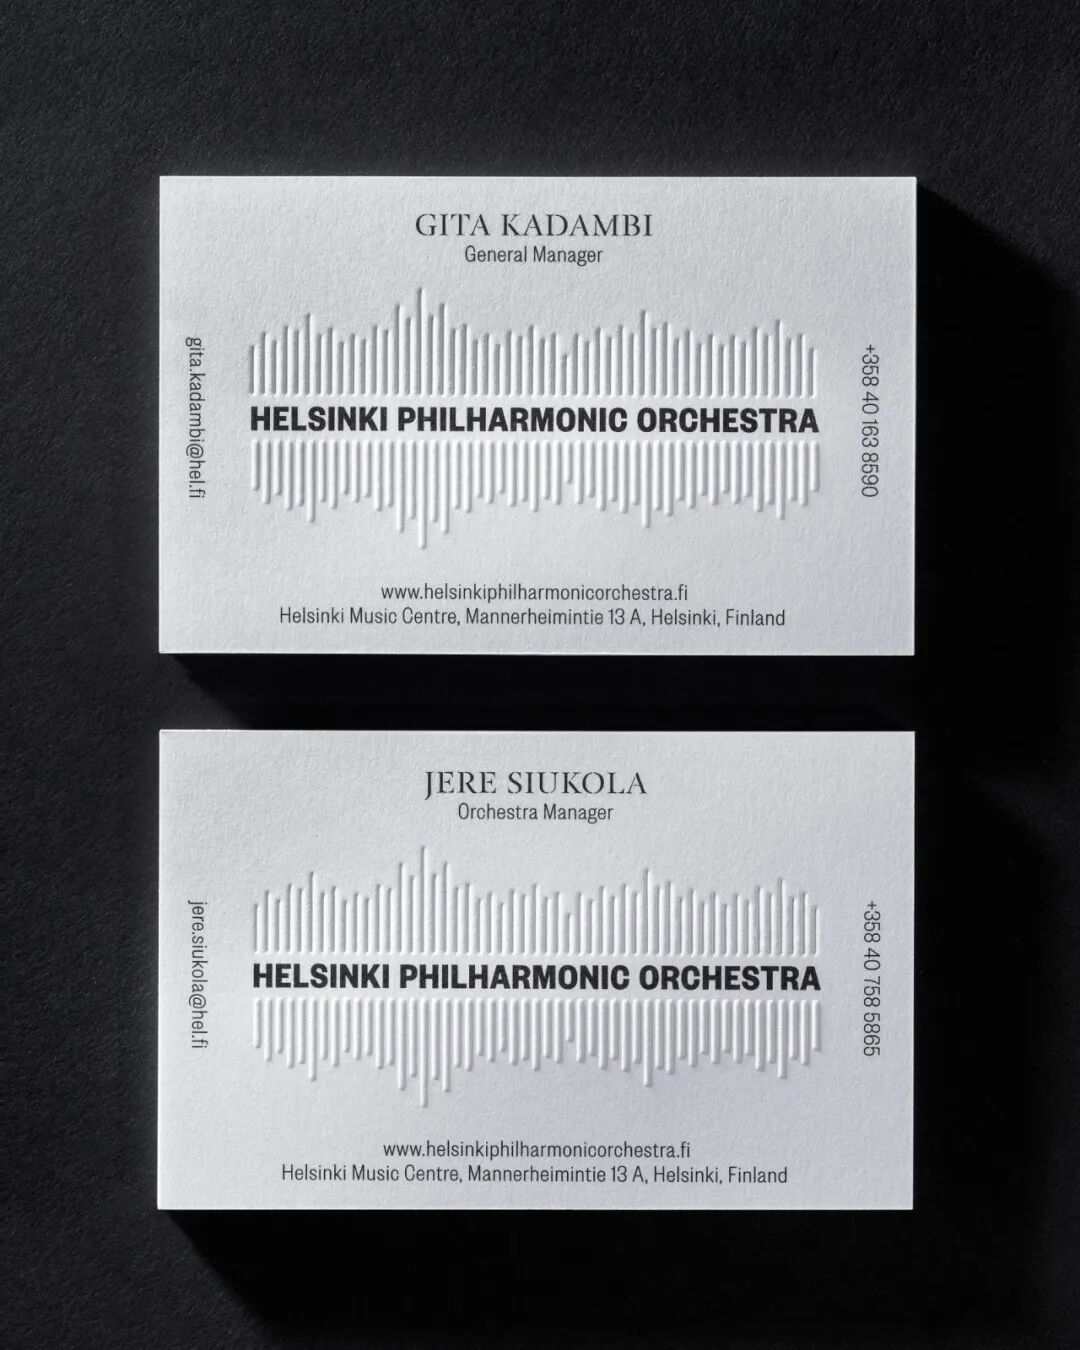 GITA KADAMBI
General Manager
gita.kadambi@hel.fi
HELSINKI PHILHARMONIC ORCHESTRA
+358 40 163 8590
www.helsinkiphilharmonicorchestra.fi
Helsinki Music Centre, Mannerheimintie 13 A, Helsinki, Finland
JERE SIUKOLA
Orchestra Manager
jere.siukola@hel.fi
HELSINKI PHILHARMONIC ORCHESTRA
+358 40 758 5865
www.helsinkiphilharmonicorchestra.fi
Helsinki Music Centre, Mannerheimintie 13 A, Helsinki, Finland